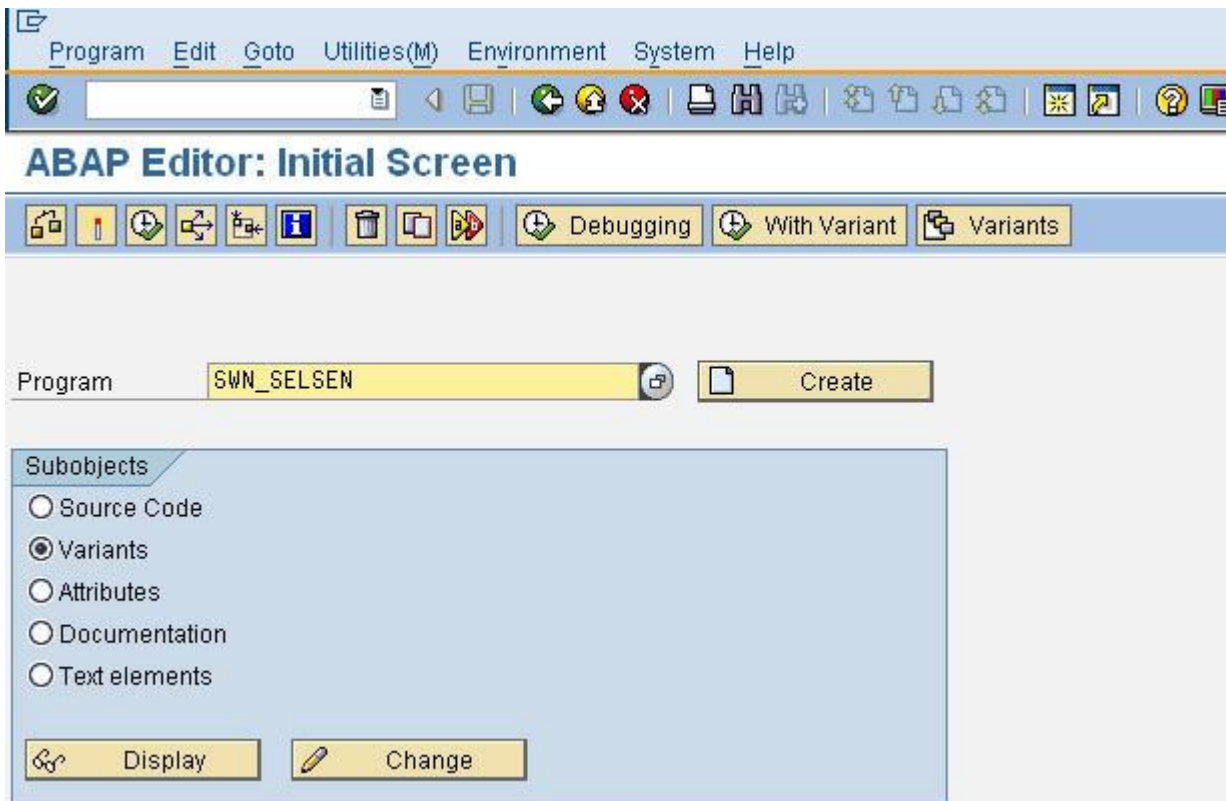 Program Edit Goto Utilities(M) Environment System Help
ABAP Editor: Initial Screen
Debugging With Variant Variants
Program SWN_SELSEN Create
Subobjects
Source Code
Variants
Attributes
Documentation
Text elements
Display Change